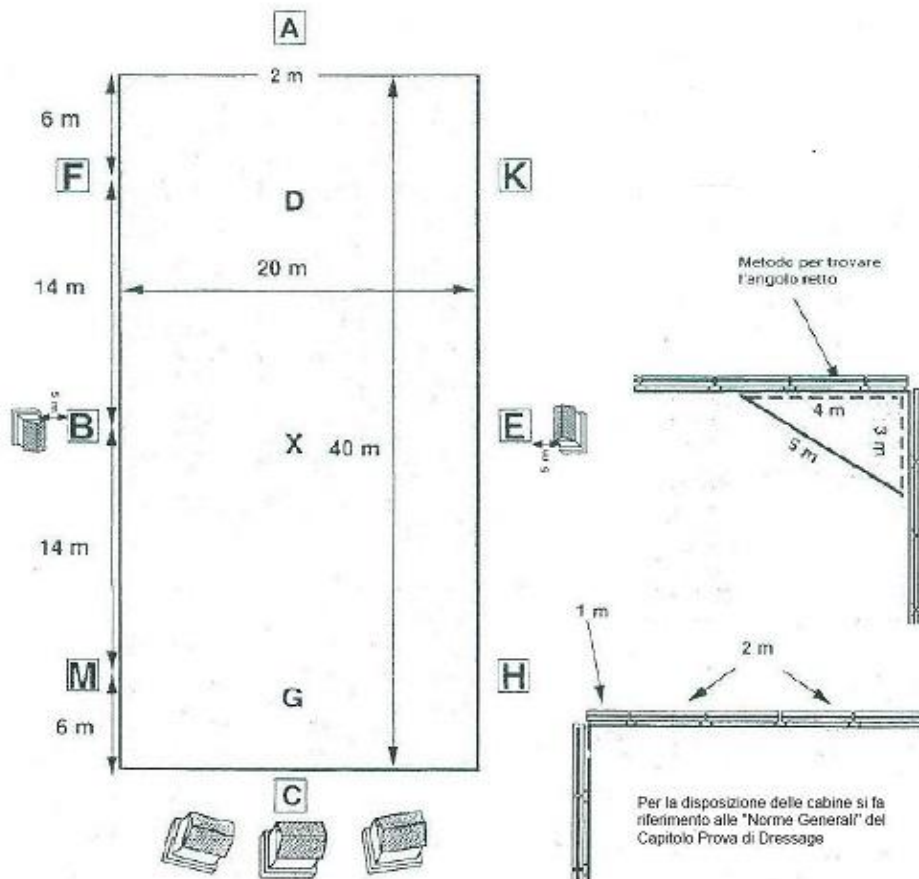 A
2 m
6 m
F
K
D
20 m
14 m
Metodo per trovare
l'angolo retto
4 m
3 m
5 m
5 m
B
X
40 m
E
5 m
14 m
1 m
2 m
M
H
G
6 m
C
Per la disposizione delle cabine si fa
riferimento alle "Norme Generali" del
Capitolo Prova di Dressage